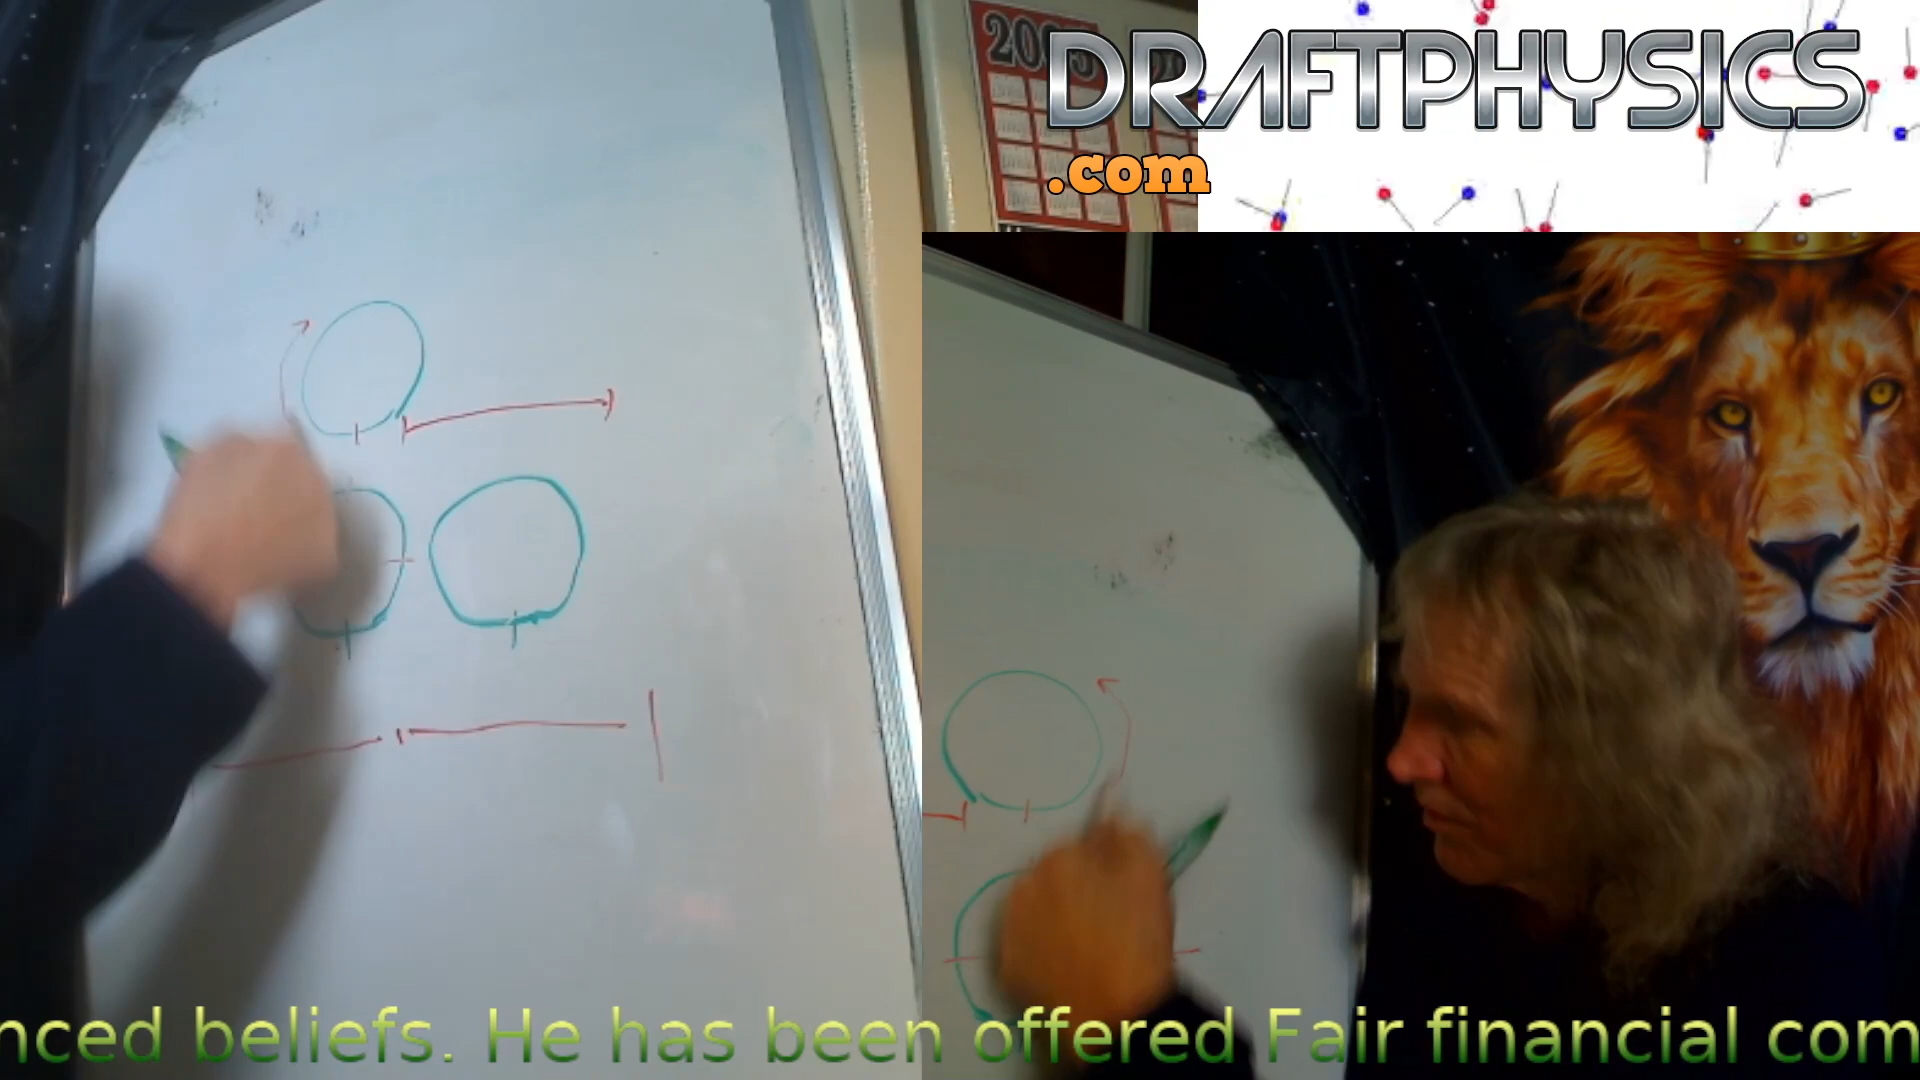 DRAFTPHYSICS
.com
nced beliefs. He has been offered Fair financial com